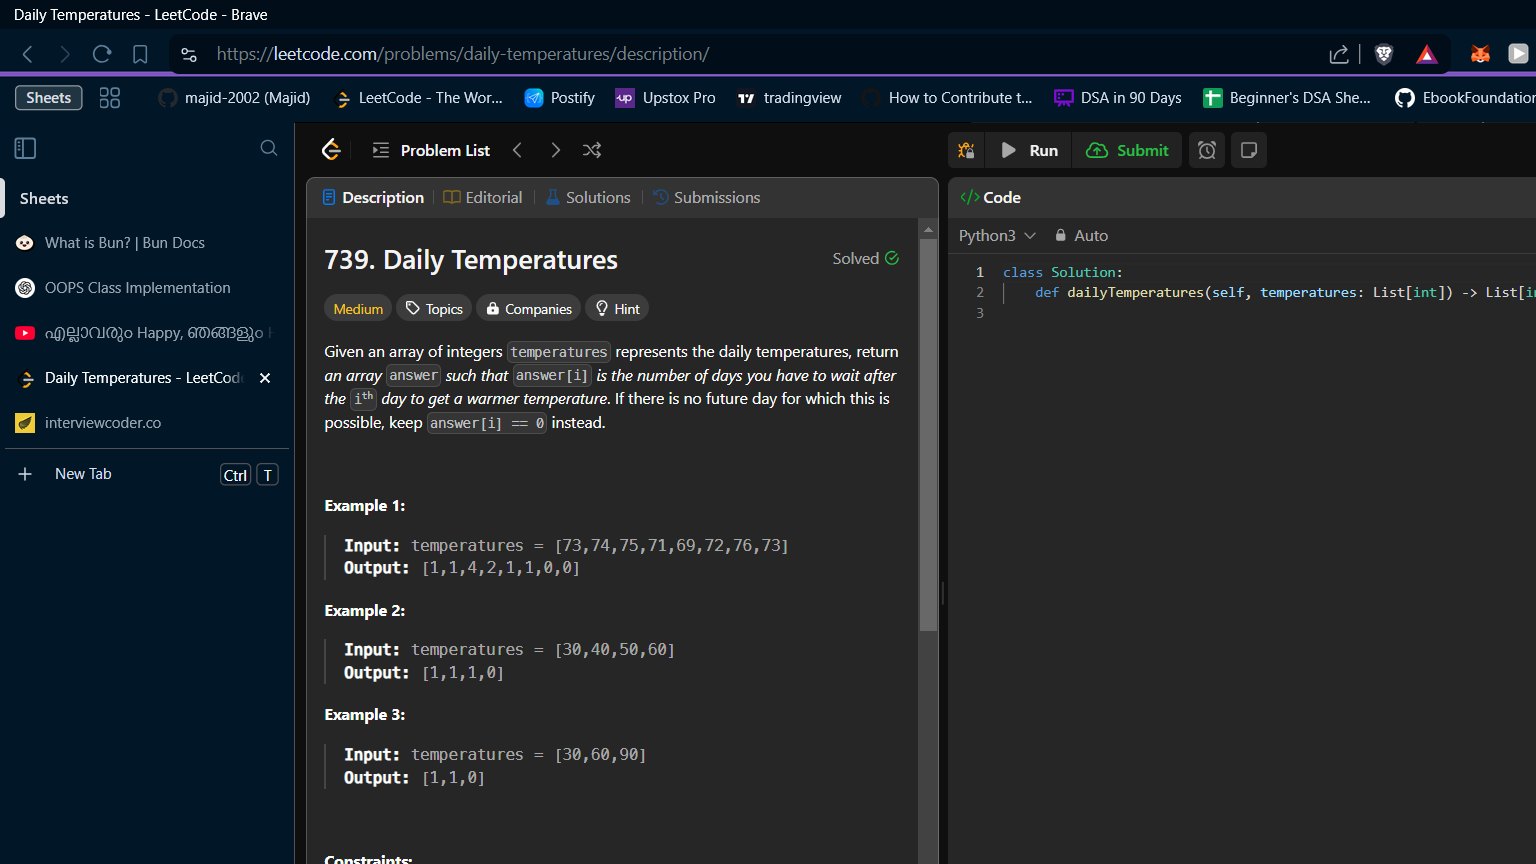 Daily Temperatures - LeetCode - Brave
https://leetcode.com/problems/daily-temperatures/description/
Sheets
majid-2002 (Majid)
LeetCode - The Wor...
Postify
Upstox Pro
tradingview
How to Contribute t...
DSA in 90 Days
Beginner's DSA She...
EbookFoundation
Sheets
What is Bun? | Bun Docs
OOPS Class Implementation
എല്ലാവരും Happy, ഞങ്ങളും H
Daily Temperatures - LeetCode
interviewcoder.co
New Tab
Ctrl T
Problem List
Run
Submit
Description
Editorial
Solutions
Submissions
739. Daily Temperatures
Solved
Medium
Topics
Companies
Hint
Given an array of integers temperatures represents the daily temperatures, return
an array answer such that answer[i] is the number of days you have to wait after
the ith day to get a warmer temperature. If there is no future day for which this is
possible, keep answer[i] == 0 instead.
Example 1:
Input: temperatures = [73,74,75,71,69,72,76,73]
Output: [1,1,4,2,1,1,0,0]
Example 2:
Input: temperatures = [30,40,50,60]
Output: [1,1,1,0]
Example 3:
Input: temperatures = [30,60,90]
Output: [1,1,0]
Constraints:
</> Code
Python3
Auto
1 class Solution:
2 def dailyTemperatures(self, temperatures: List[int]) -> List[in
3